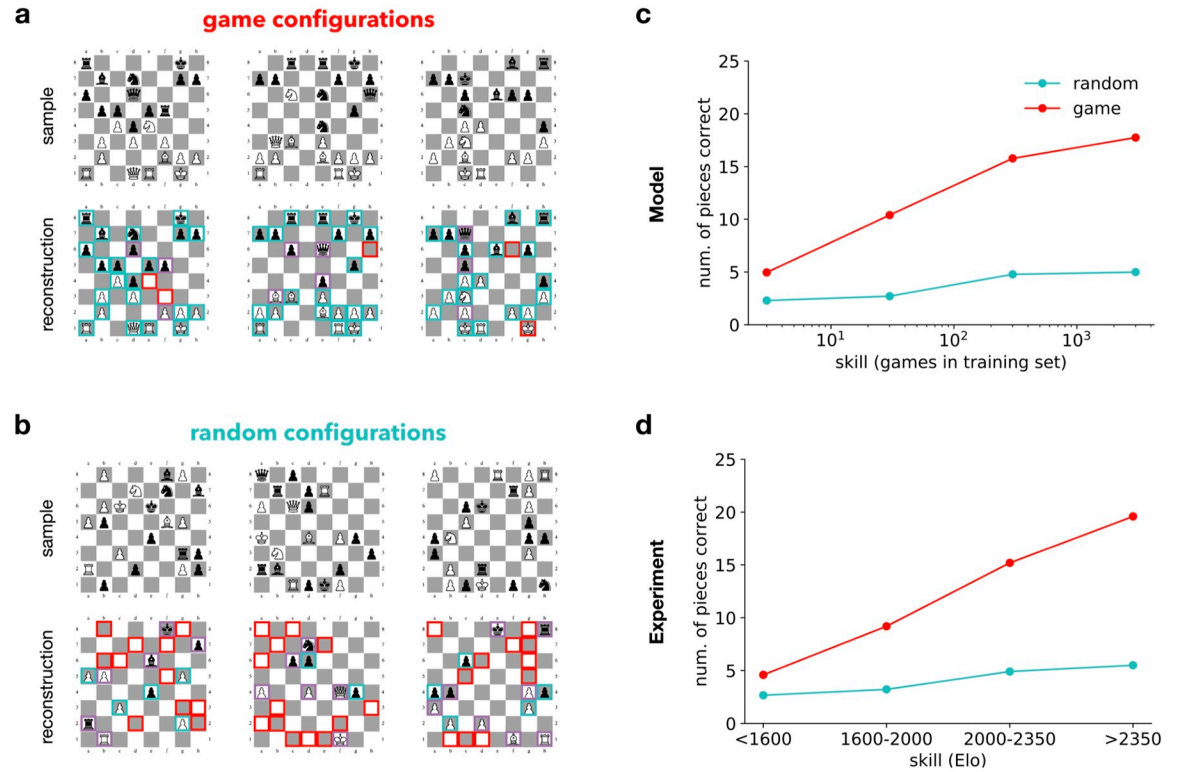 a
game configurations
sample
reconstruction
b
random configurations
sample
reconstruction
c
Model
num. of pieces correct
25
20
15
10
5
0
random
game
10¹
10²
10³
skill (games in training set)
d
Experiment
num. of pieces correct
25
20
15
10
5
0
<1600
1600-2000
2000-2350
>2350
skill (Elo)